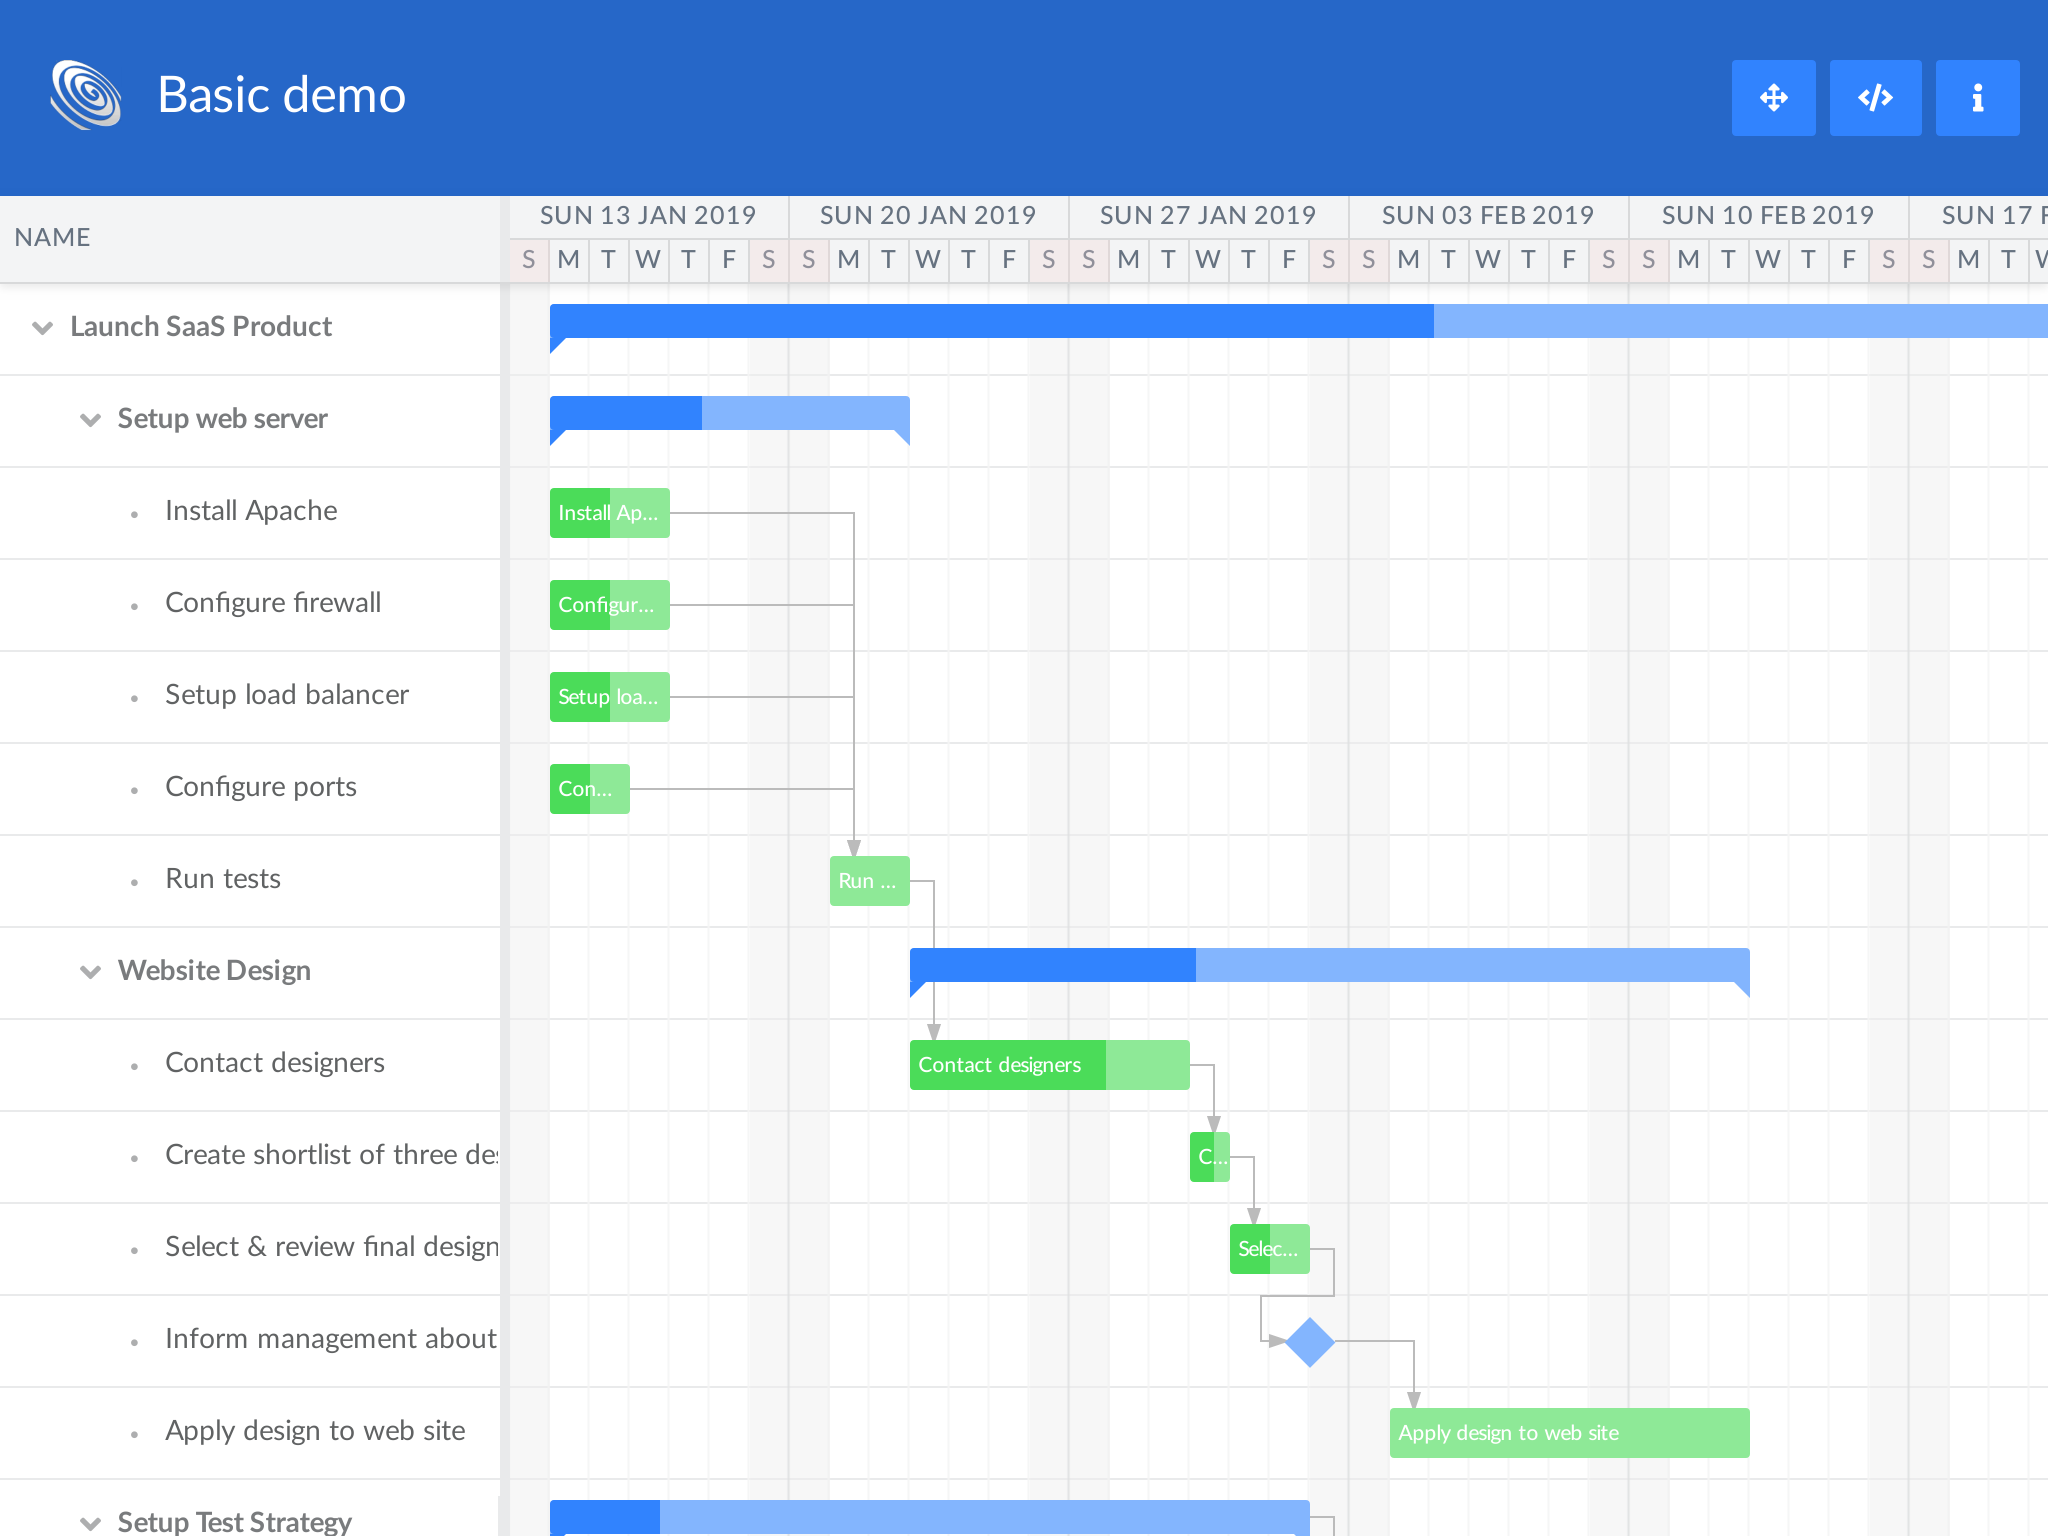 Basic demo
NAME
SUN 13 JAN 2019 SUN 20 JAN 2019 SUN 27 JAN 2019 SUN 03 FEB 2019 SUN 10 FEB 2019 SUN 17 F
S M T W T F S S M T W T F S S M T W T F S S M T W T F S S M T W T F S S M T W
Launch SaaS Product
Setup web server
Install Apache
Install Ap...
Configure firewall
Configur...
Setup load balancer
Setup loa...
Configure ports
Con...
Run tests
Run ...
Website Design
Contact designers
Contact designers
Create shortlist of three des
C...
Select & review final design
Selec...
Inform management about
Apply design to web site
Apply design to web site
Setup Test Strategy